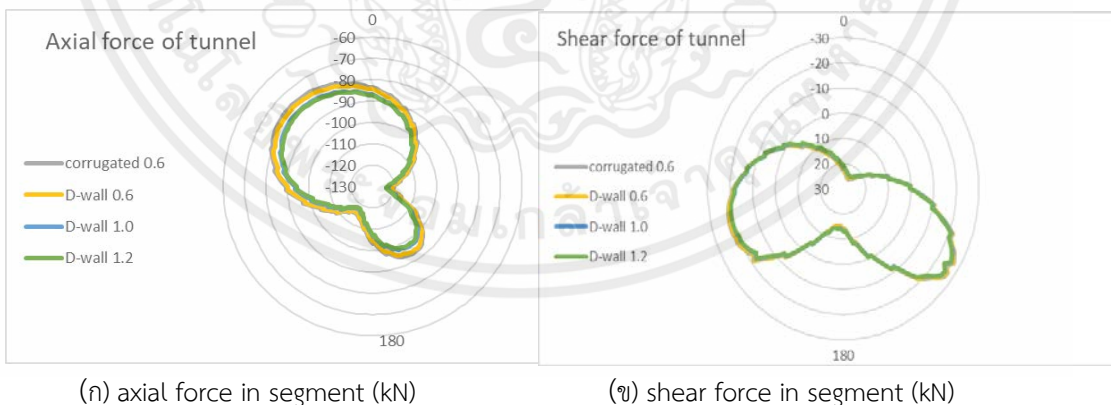 Axial force of tunnel
0
-60
-70
-80
-90
-100
-110
-120
-130
180
corrugated 0.6
D-wall 0.6
D-wall 1.0
D-wall 1.2
Shear force of tunnel
0
-30
-20
-10
0
10
20
30
180
corrugated 0.6
D-wall 0.6
D-wall 1.0
D-wall 1.2
(ก) axial force in segment (kN)
(ข) shear force in segment (kN)